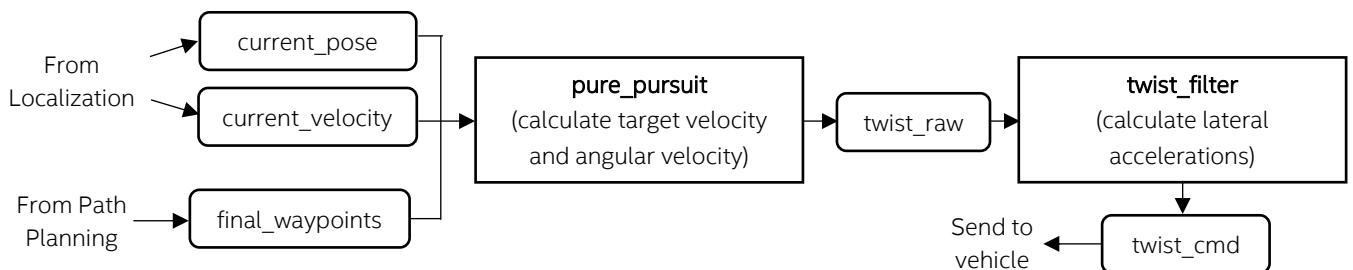 From
Localization
current_pose
current_velocity
From Path
Planning
final_waypoints
pure_pursuit
(calculate target velocity
and angular velocity)
twist_raw
twist_filter
(calculate lateral
accelerations)
Send to
vehicle
twist_cmd